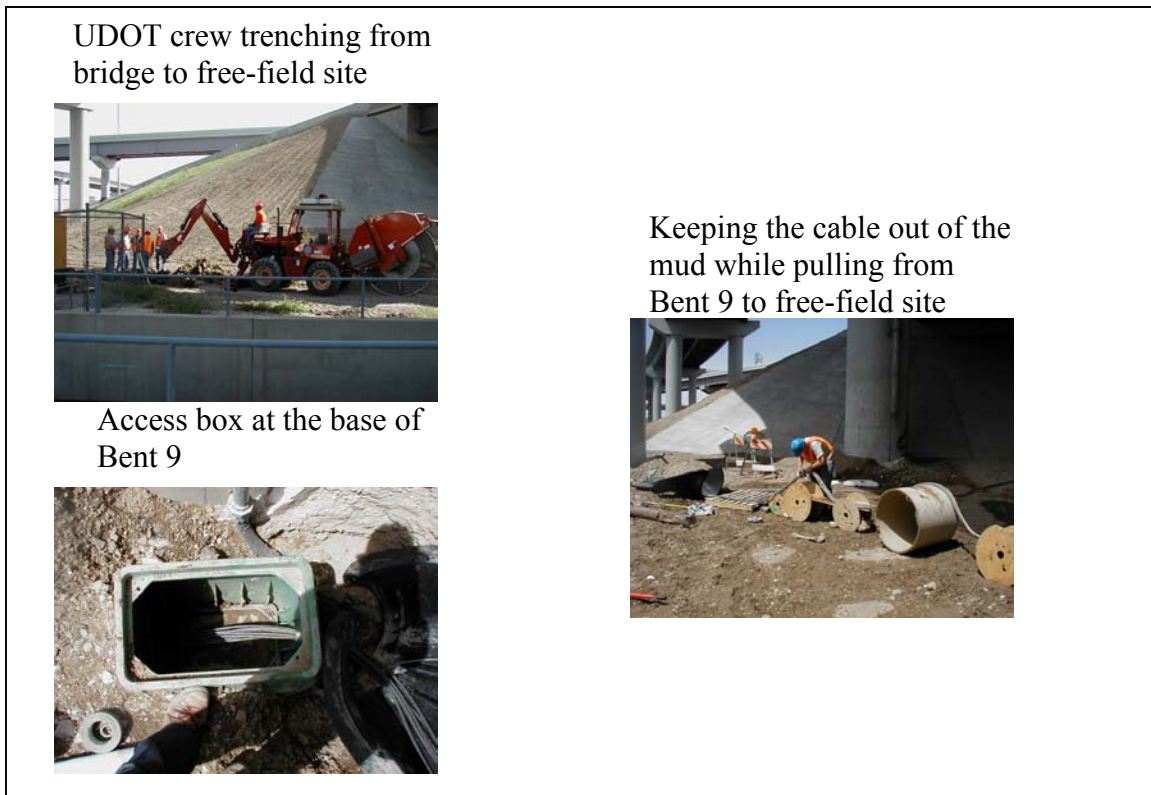 UDOT crew trenching from
bridge to free-field site
Access box at the base of
Bent 9
Keeping the cable out of the
mud while pulling from
Bent 9 to free-field site